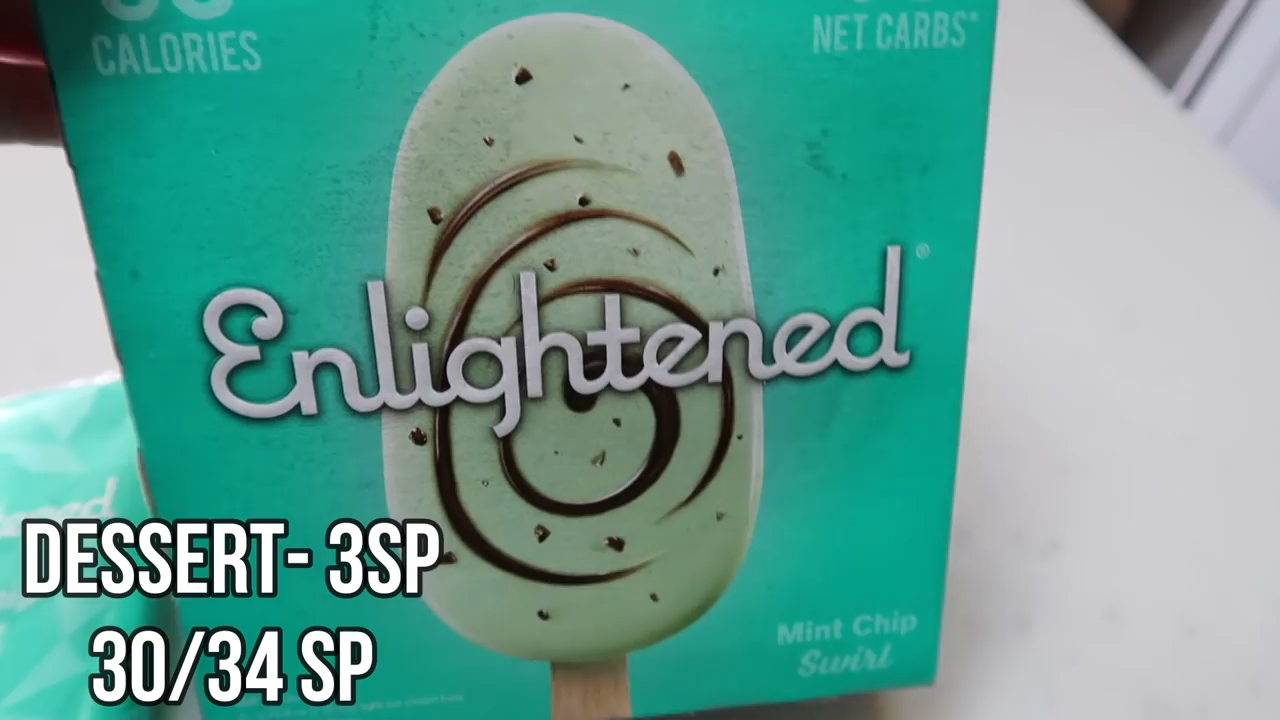 CALORIES
NET CARBS*
Enlightened®
Mint Chip
Swirl
DESSERT- 3SP
30/34 SP